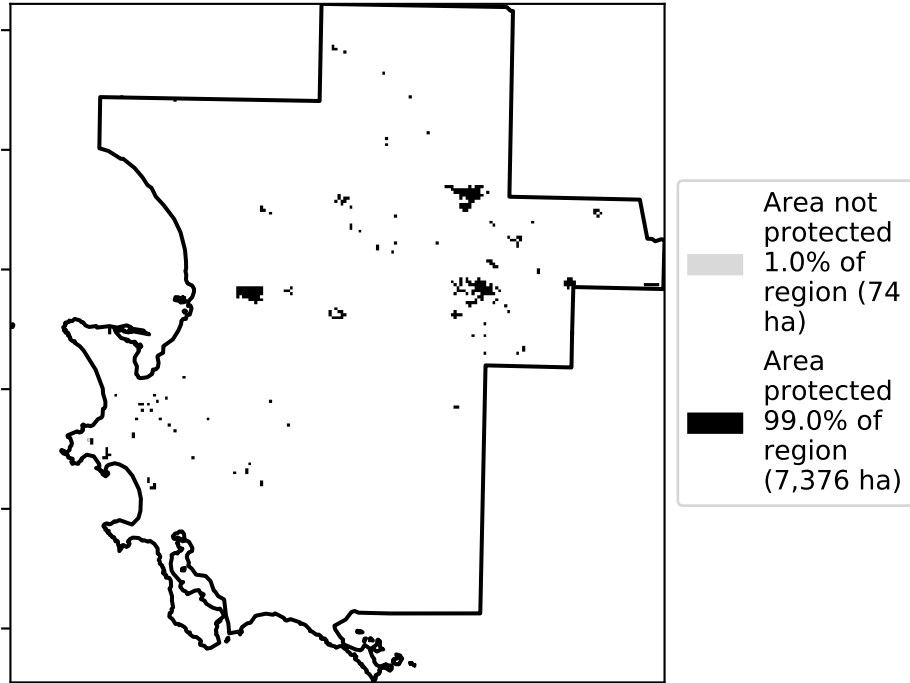 Area not
protected
1.0% of
region (74
ha)
Area
protected
99.0% of
region
(7,376 ha)